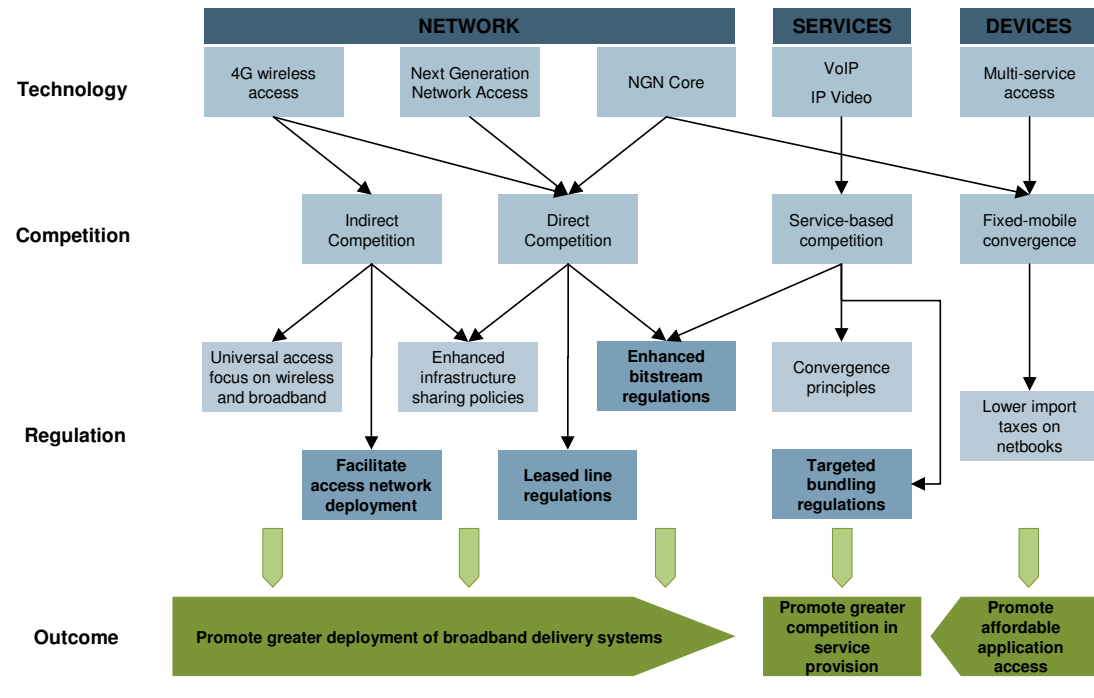 NETWORK
SERVICES
DEVICES
Technology
4G wireless
access
Next Generation
Network Access
NGN Core
VoIP
IP Video
Multi-service
access
Competition
Indirect
Competition
Direct
Competition
Service-based
competition
Fixed-mobile
convergence
Regulation
Universal access
focus on wireless
and broadband
Enhanced
infrastructure
sharing policies
Enhanced
bitstream
regulations
Convergence
principles
Lower import
taxes on
netbooks
Facilitate
access network
deployment
Leased line
regulations
Targeted
bundling
regulations
Outcome
Promote greater deployment of broadband delivery systems
Promote greater
competition in
service
provision
Promote
affordable
application
access